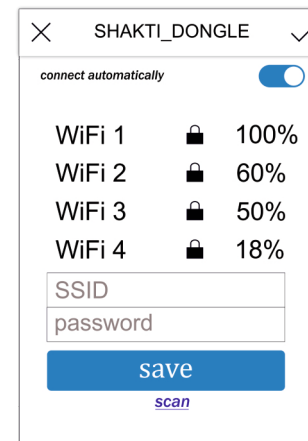 SHAKTI_DONGLE
connect automatically
WiFi 1 100%
WiFi 2 60%
WiFi 3 50%
WiFi 4 18%
SSID
password
save
scan